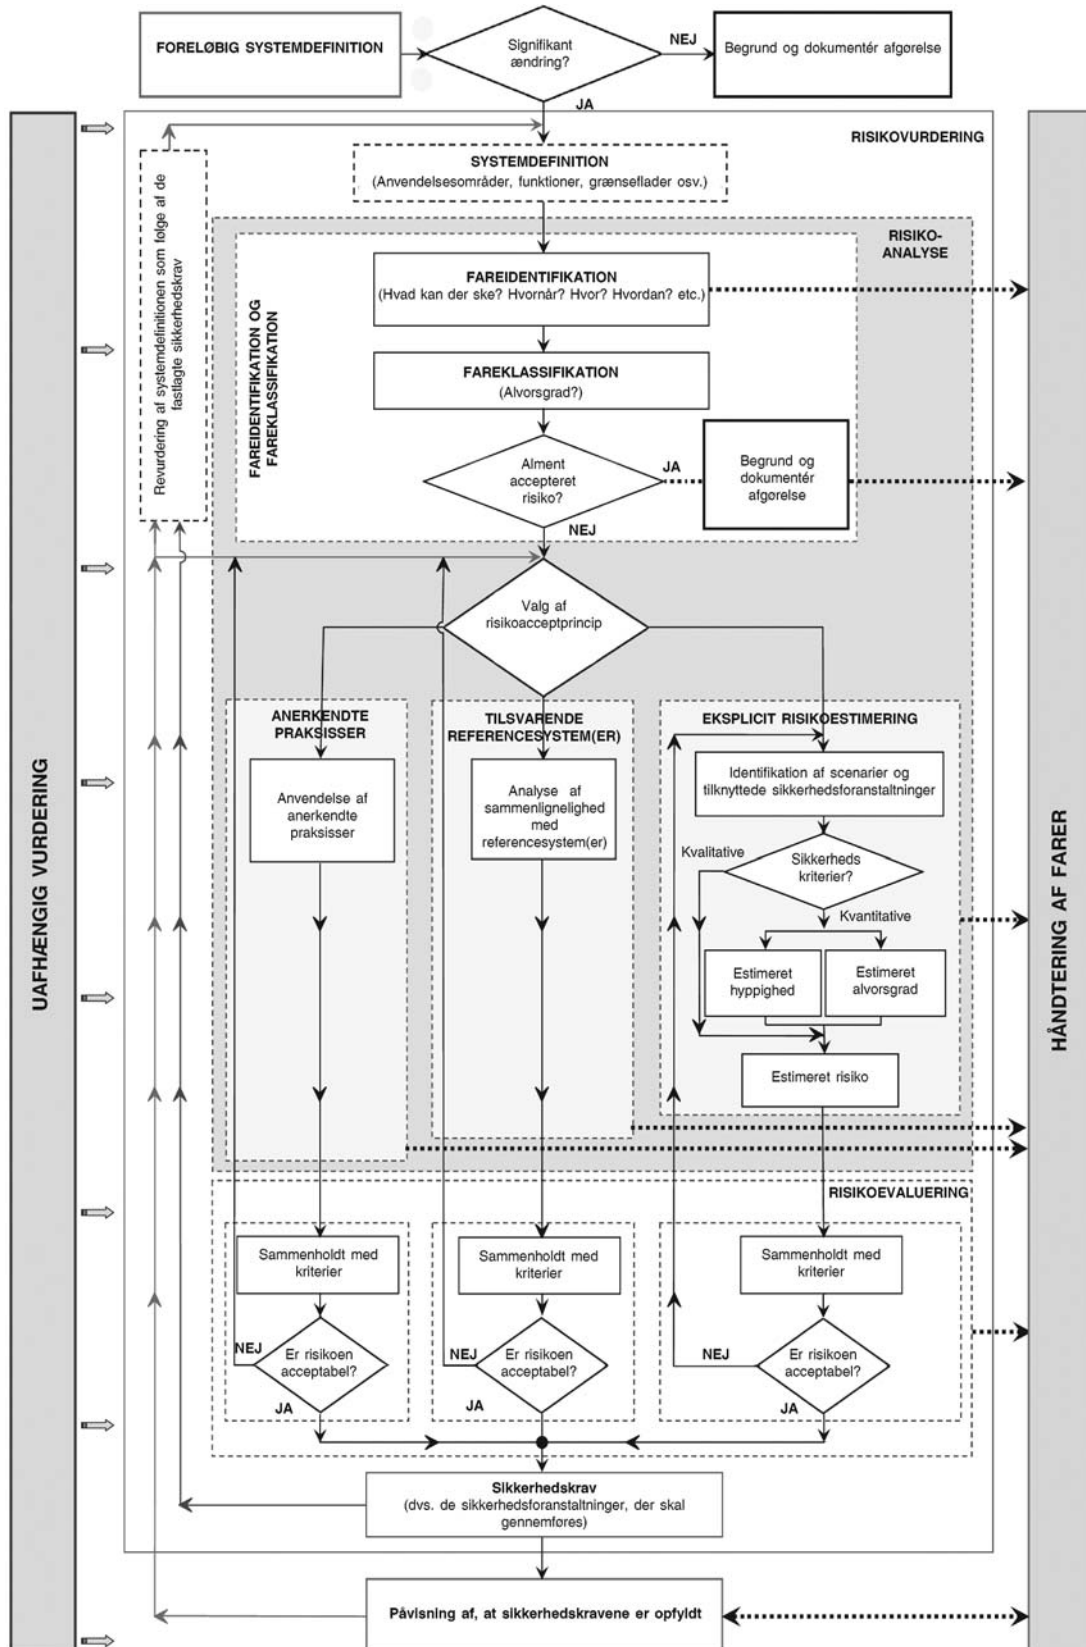 FORELØBIG SYSTEMDEFINITION
Signifikant
ændring?
NEJ
Begrund og dokumentér afgørelse
JA
RISIKOVURDERING
SYSTEMDEFINITION
(Anvendelsesområder, funktioner, grænseflader osv.)
Revurdering af systemdefinitionen som følge af de
fastlagte sikkerhedskrav
RISIKO-
ANALYSE
FAREIDENTIFIKATION OG
FAREKLASSIFIKATION
FAREIDENTIFIKATION
(Hvad kan der ske? Hvornår? Hvor? Hvordan? etc.)
FAREKLASSIFIKATION
(Alvorsgrad?)
Alment
accepteret
risiko?
JA
Begrund og
dokumentér
afgørelse
NEJ
Valg af
risikoacceptprincip
ANERKENDTE
PRAKSISSER
TILSVARENDE
REFERENCESYSTEM(ER)
EKSPLICIT RISIKOESTIMERING
Anvendelse af
anerkendte
praksisser
Analyse af
sammenlignelighed
med
referencesystem(er)
Identifikation af scenarier og
tilknyttede sikkerhedsforanstaltninger
Kvalitative
Sikkerheds
kriterier?
Kvantitative
Estimeret
hyppighed
Estimeret
alvorsgrad
Estimeret risiko
UAFHÆNGIG VURDERING
HÅNDTERING AF FARER
RISIKOEVALUERING
Sammenholdt med
kriterier
Sammenholdt med
kriterier
Sammenholdt med
kriterier
NEJ
Er risikoen
acceptabel?
JA
NEJ
Er risikoen
acceptabel?
JA
NEJ
Er risikoen
acceptabel?
JA
Sikkerhedskrav
(dvs. de sikkerhedsforanstaltninger, der skal
gennemføres)
Påvisning af, at sikkerhedskravene er opfyldt